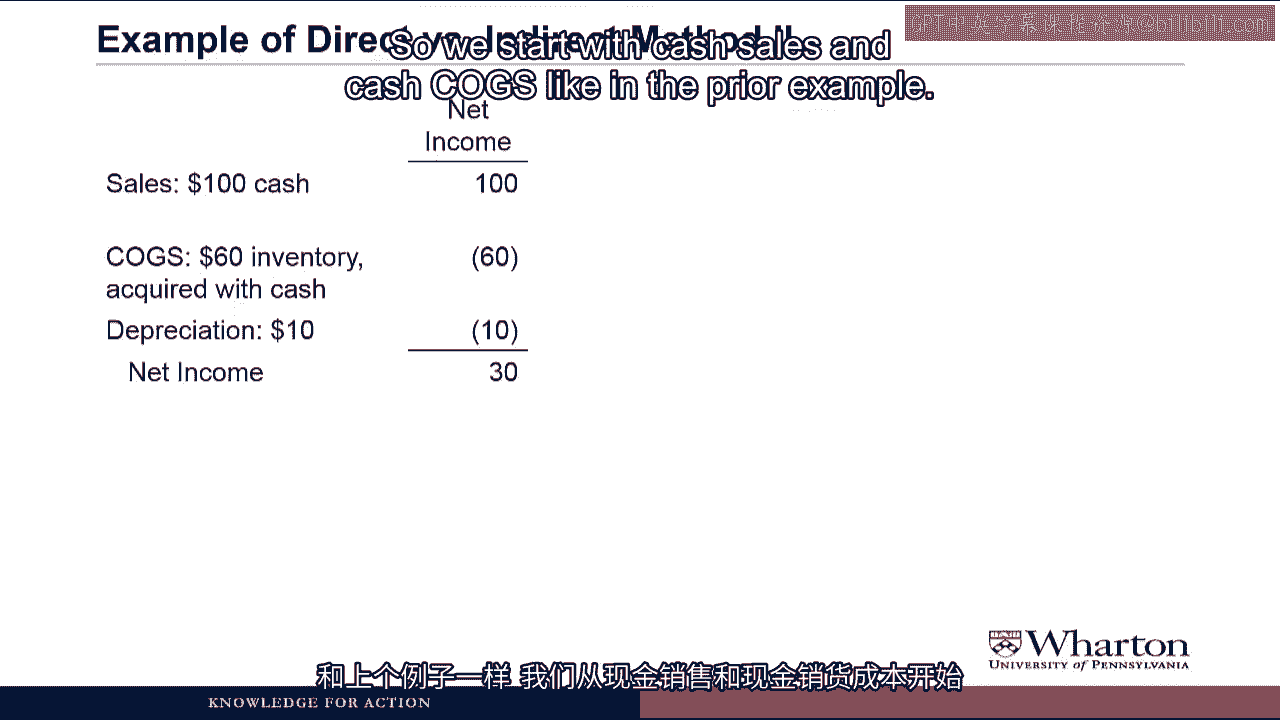 Example of Direct vs. Indirect Method II
So we start with cash sales and
cash COGS like in the prior example.
Net
Income
Sales: $100 cash 100
COGS: $60 inventory, (60)
acquired with cash
Depreciation: $10 (10)
Net Income 30
Wharton
UNIVERSITY of PENNSYLVANIA
和上个例子一样 我们从现金销售和现金销货成本开始
KNOWLEDGE FOR ACTION